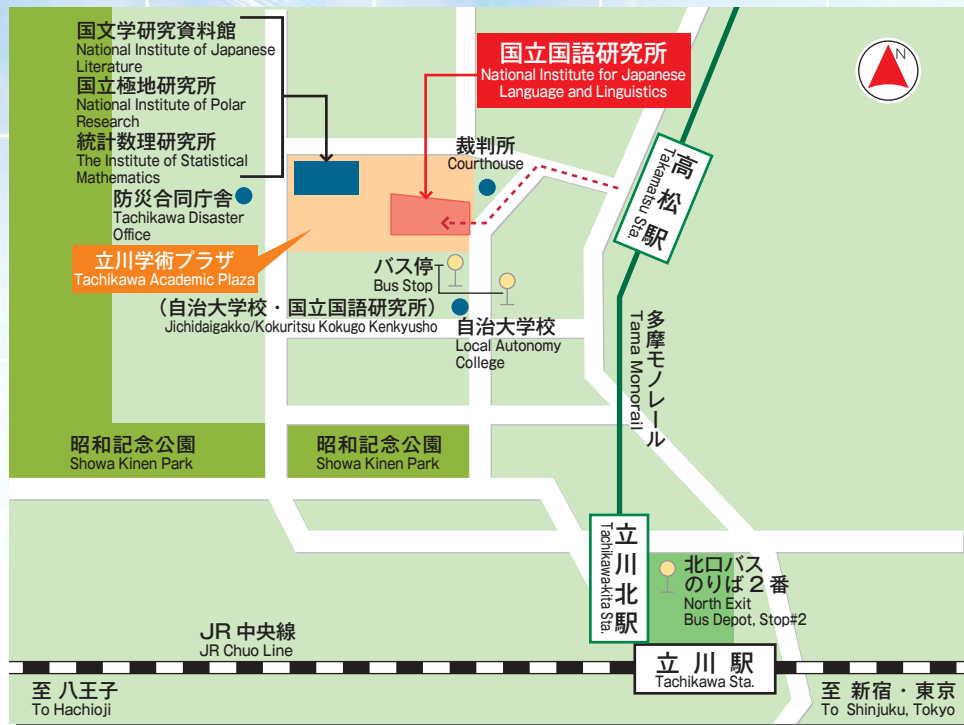 国文学研究資料館
National Institute of Japanese
Literature
国立極地研究所
National Institute of Polar
Research
統計数理研究所
The Institute of Statistical
Mathematics
防災合同庁舎
Tachikawa Disaster
Office
立川学術プラザ
Tachikawa Academic Plaza
国立国語研究所
National Institute for Japanese
Language and Linguistics
N
裁判所
Courthouse
高松駅
Takamatsu Sta.
バス停
Bus Stop
(自治大学校・国立国語研究所)
Jichidaigakko/Kokuritsu Kokugo Kenkyusho
自治大学校
Local Autonomy
College
多摩モノレール
Tama Monorail
昭和記念公園
Showa Kinen Park
昭和記念公園
Showa Kinen Park
立川北駅
Tachikawa-kita Sta.
北口バス
のりば2番
North Exit
Bus Depot, Stop#2
JR 中央線
JR Chuo Line
立川駅
Tachikawa Sta.
至 八王子
To Hachioji
至 新宿・東京
To Shinjuku, Tokyo